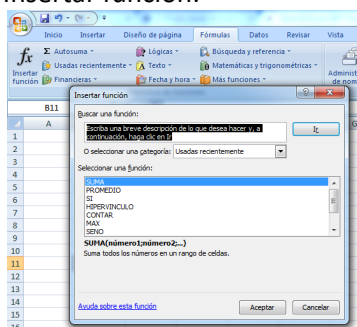 Insertar función.
Inicio Insertar Diseño de página Fórmulas Datos Revisar Vista
fx Insertar función
Σ Autosuma Lógicas Búsqueda y referencia
Usadas recientemente Texto Matemáticas y trigonométricas
Financieras Fecha y hora Más funciones
Administ de nom
B11
Insertar función
A
G
Buscar una función:
Escriba una breve descripción de lo que desea hacer y, a continuación, haga clic en Ir
Ir
O seleccionar una categoría: Usadas recientemente
Seleccionar una función:
SUMA
PROMEDIO
SI
HIPERVINCULO
CONTAR
MAX
SENO
SUMA(número1;número2;...)
Suma todos los números en un rango de celdas.
Ayuda sobre esta función
Aceptar Cancelar
1
2
3
4
5
6
7
8
9
10
11
12
13
14
15
16